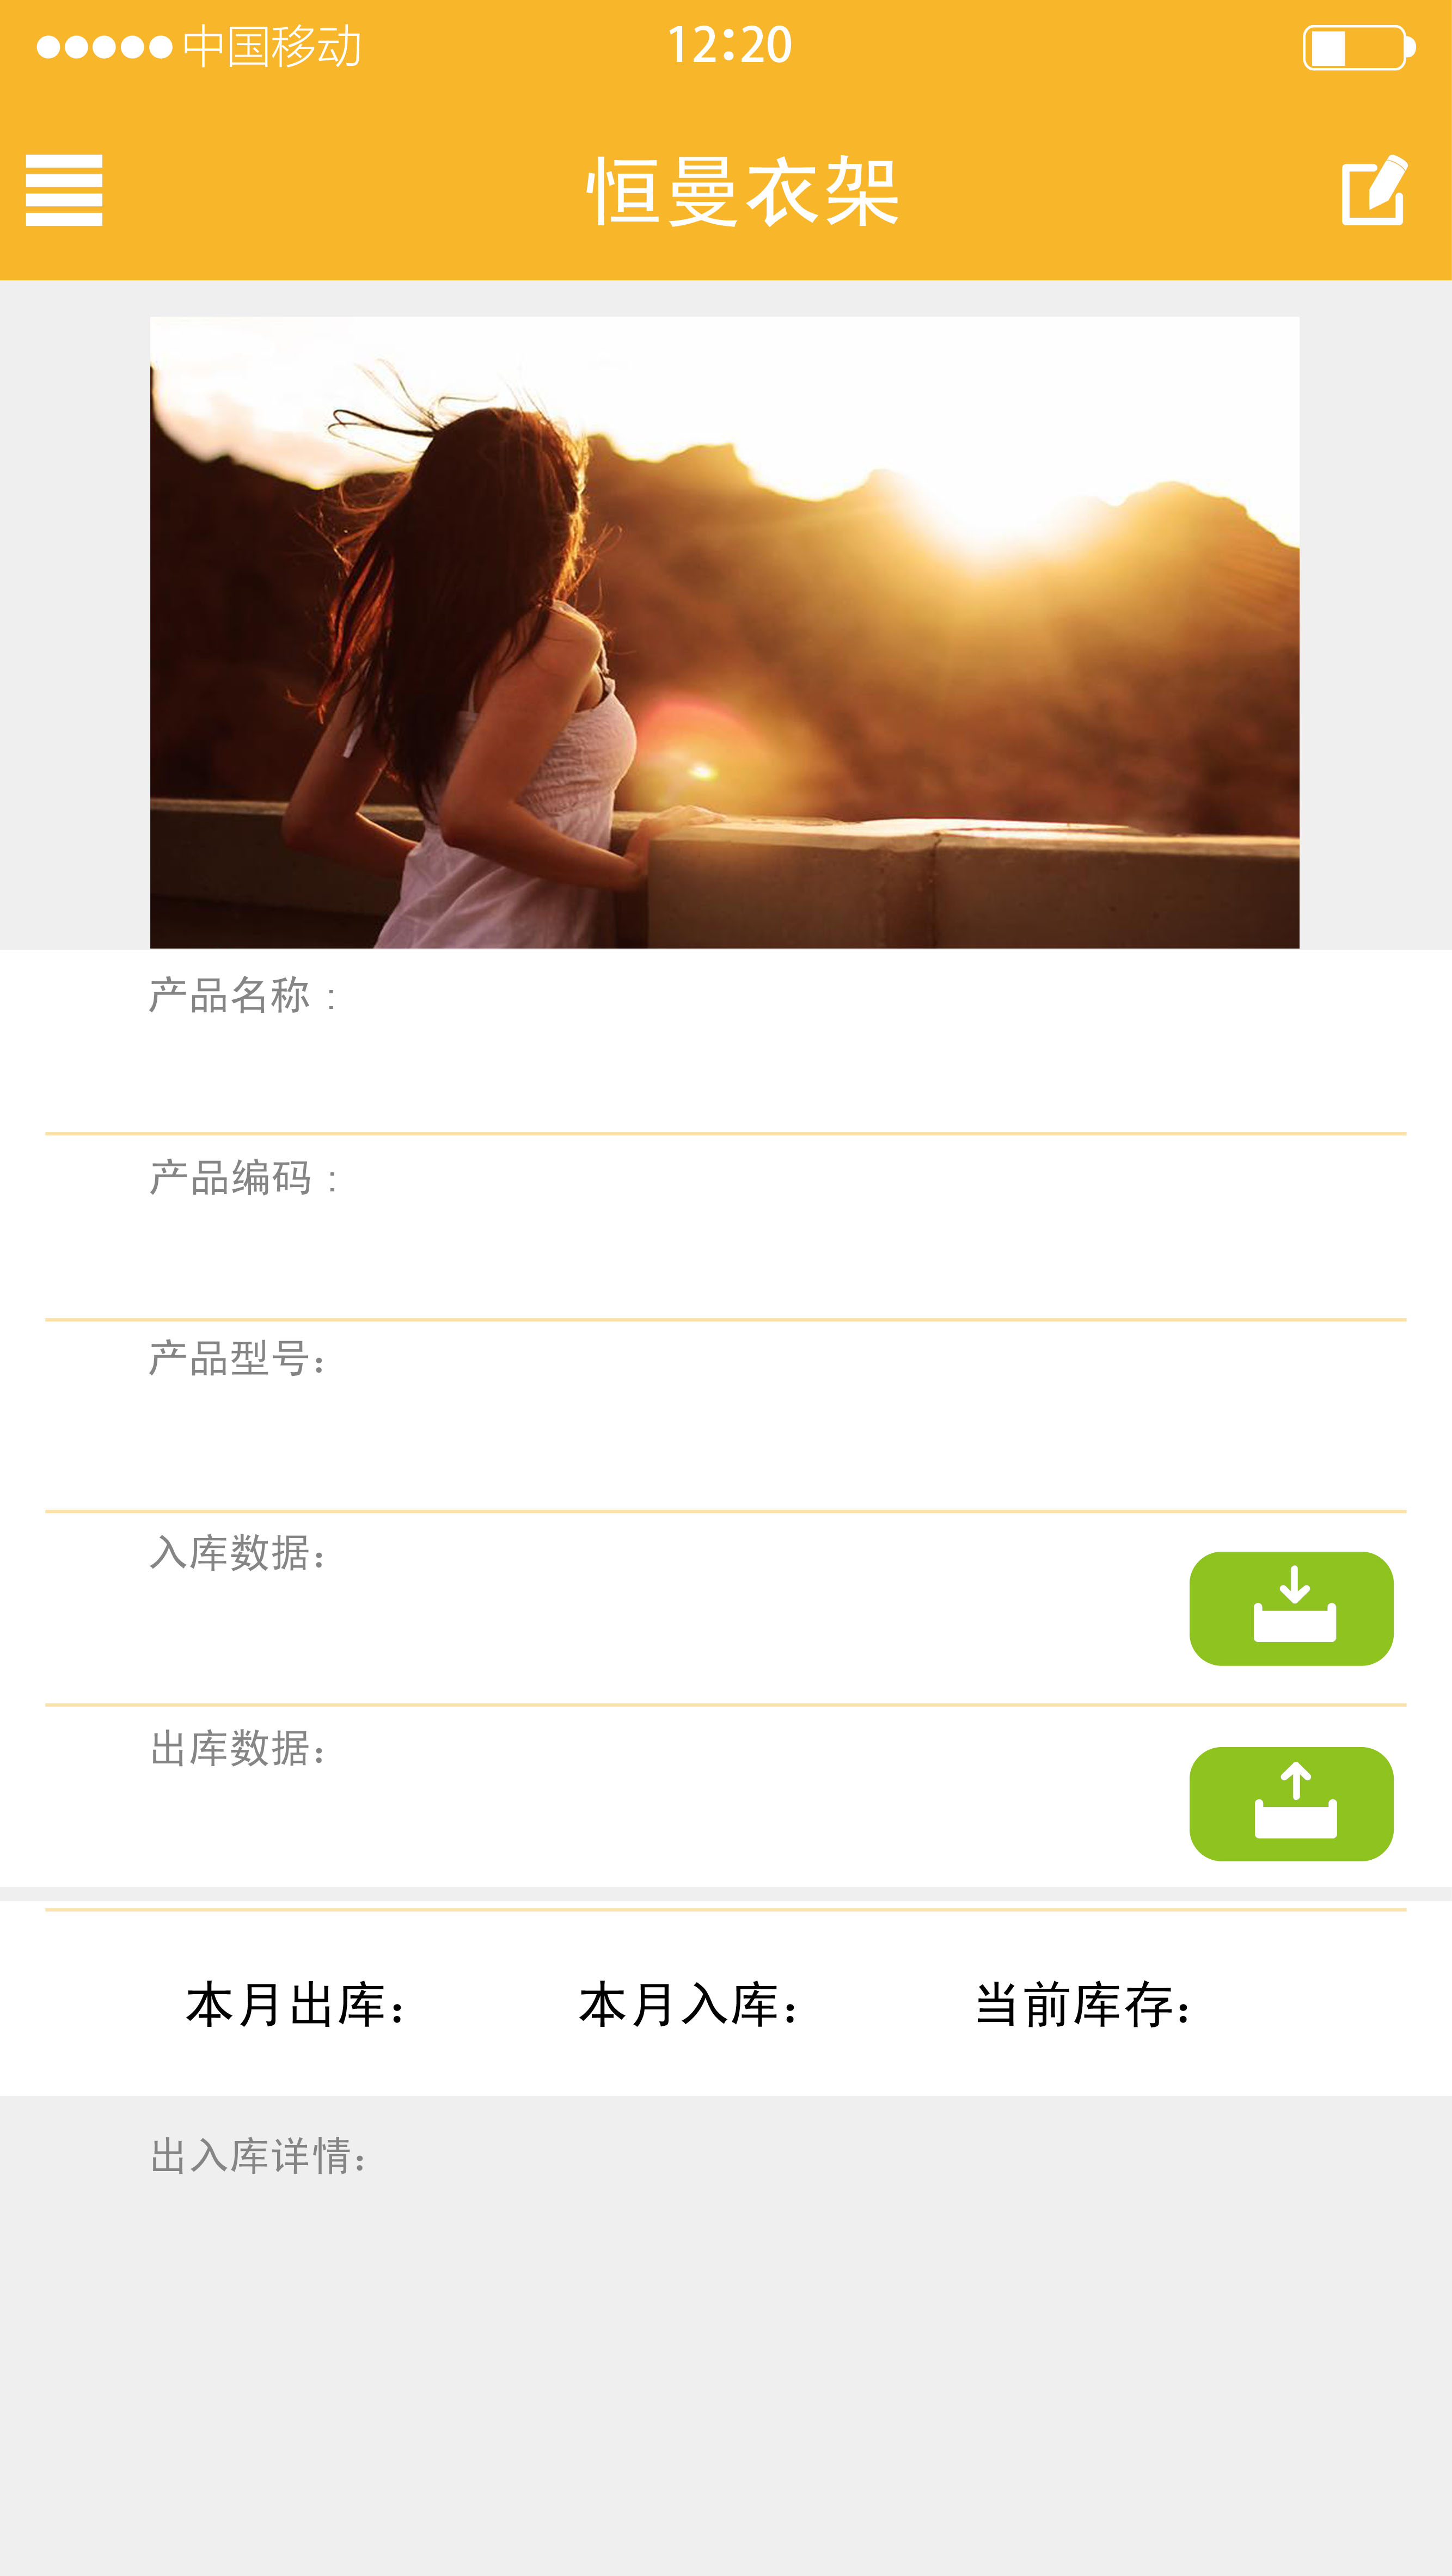 中国移动 12:20
恒曼衣架
产品名称：
产品编码：
产品型号：
入库数据：
出库数据：
本月出库： 本月入库： 当前库存：
出入库详情：